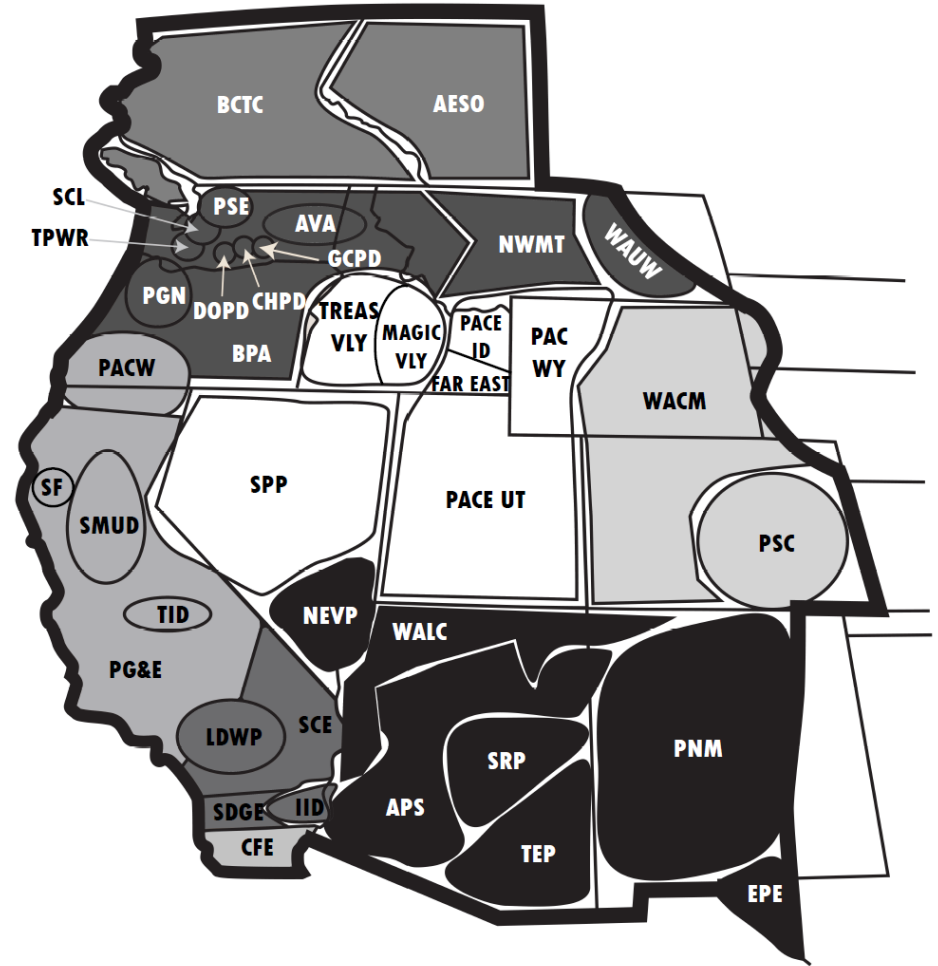 BCTC
AESO
SCL
PSE
TPWR
AVA
NWMT
WAUW
GCPD
PGN
DOPD
CHPD
BPA
TREAS
VLY
MAGIC
VLY
PACE
ID
FAR EAST
PAC
WY
PACW
WACM
SF
SMUD
SPP
PACE UT
PSC
TID
NEVP
WALC
PG&E
LDWP
SCE
SRP
PNM
SDGE
IID
APS
CFE
TEP
EPE